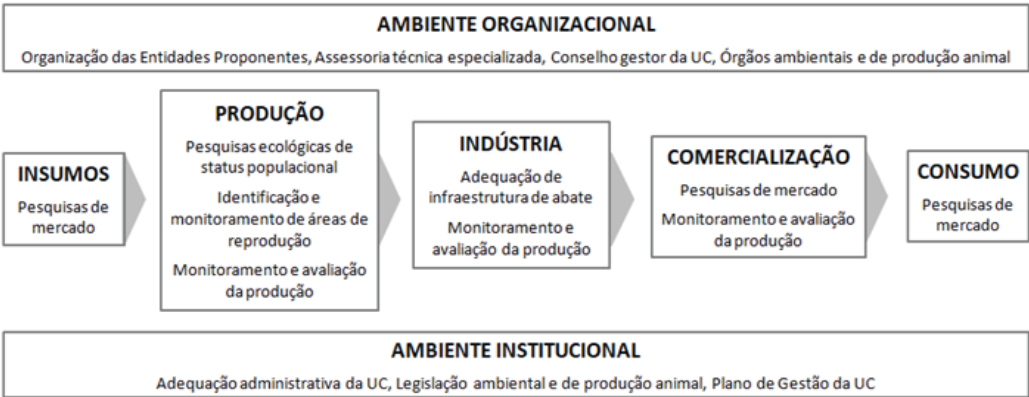 AMBIENTE ORGANIZACIONAL
Organização das Entidades Proponentes, Assessoria técnica especializada, Conselho gestor da UC, Órgãos ambientais e de produção animal
INSUMOS
Pesquisas de
mercado
PRODUÇÃO
Pesquisas ecológicas de
status populacional
Identificação e
monitoramento de áreas de
reprodução
Monitoramento e avaliação
da produção
INDÚSTRIA
Adequação de
infraestrutura de abate
Monitoramento e
avaliação da produção
COMERCIALIZAÇÃO
Pesquisas de mercado
Monitoramento e avaliação
da produção
CONSUMO
Pesquisas de
mercado
AMBIENTE INSTITUCIONAL
Adequação administrativa da UC, Legislação ambiental e de produção animal, Plano de Gestão da UC